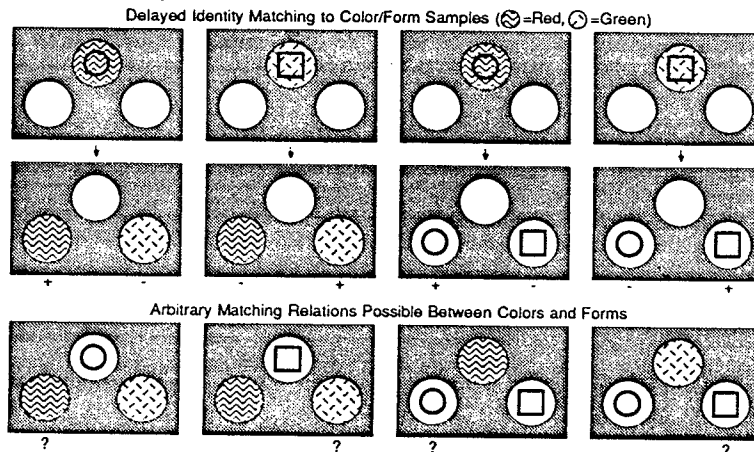 Delayed Identity Matching to Color/Form Samples (=Red, =Green)
+ - - + + - - +
Arbitrary Matching Relations Possible Between Colors and Forms
? ? ? ?